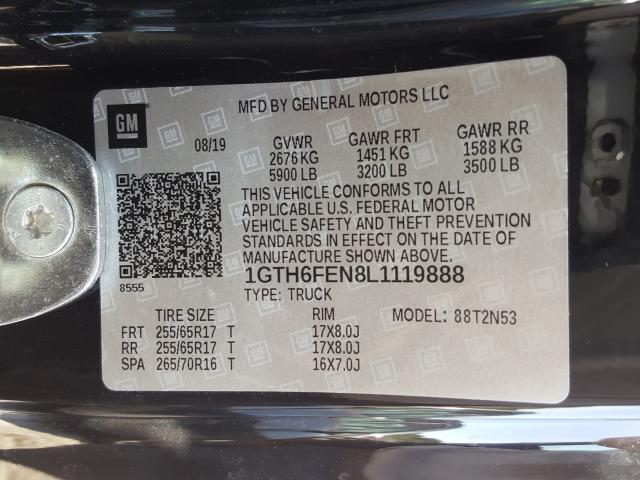 MFD BY GENERAL MOTORS LLC
GM
08/19 GVWR GAWR FRT GAWR RR
2676 KG 1451 KG 1588 KG
5900 LB 3200 LB 3500 LB
THIS VEHICLE CONFORMS TO ALL
APPLICABLE U.S. FEDERAL MOTOR
VEHICLE SAFETY AND THEFT PREVENTION
STANDARDS IN EFFECT ON THE DATE OF
MANUFACTURE SHOWN ABOVE.
8555
1GTH6FEN8L1119888
TYPE: TRUCK
TIRE SIZE RIM MODEL: 88T2N53
FRT 255/65R17 T 17X8.0J
RR 255/65R17 T 17X8.0J
SPA 265/70R16 T 16X7.0J